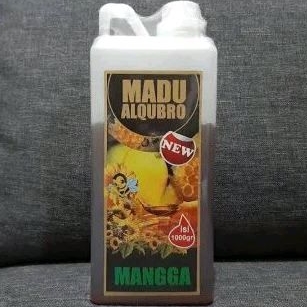 MADU
ALQUBRO
NEW
Isi
1000gr
MANGGA